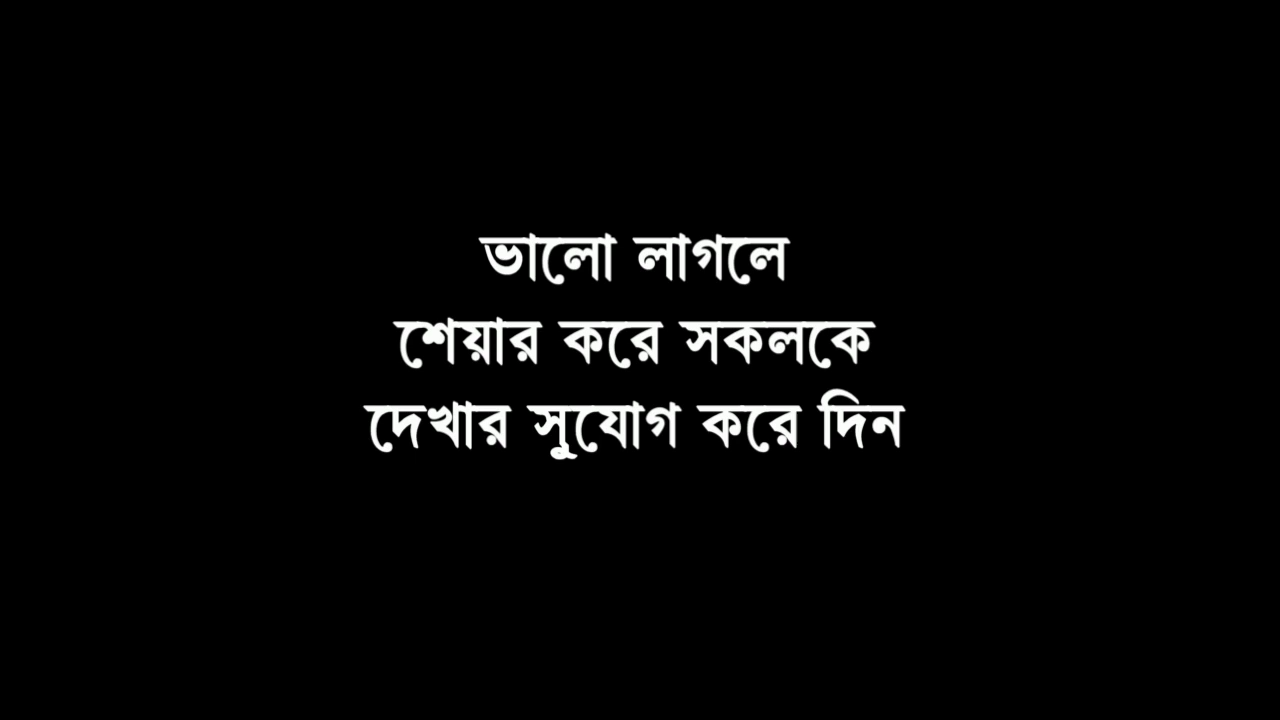 ভালো লাগলে
শেয়ার করে সকলকে
দেখার সুযোগ করে দিন